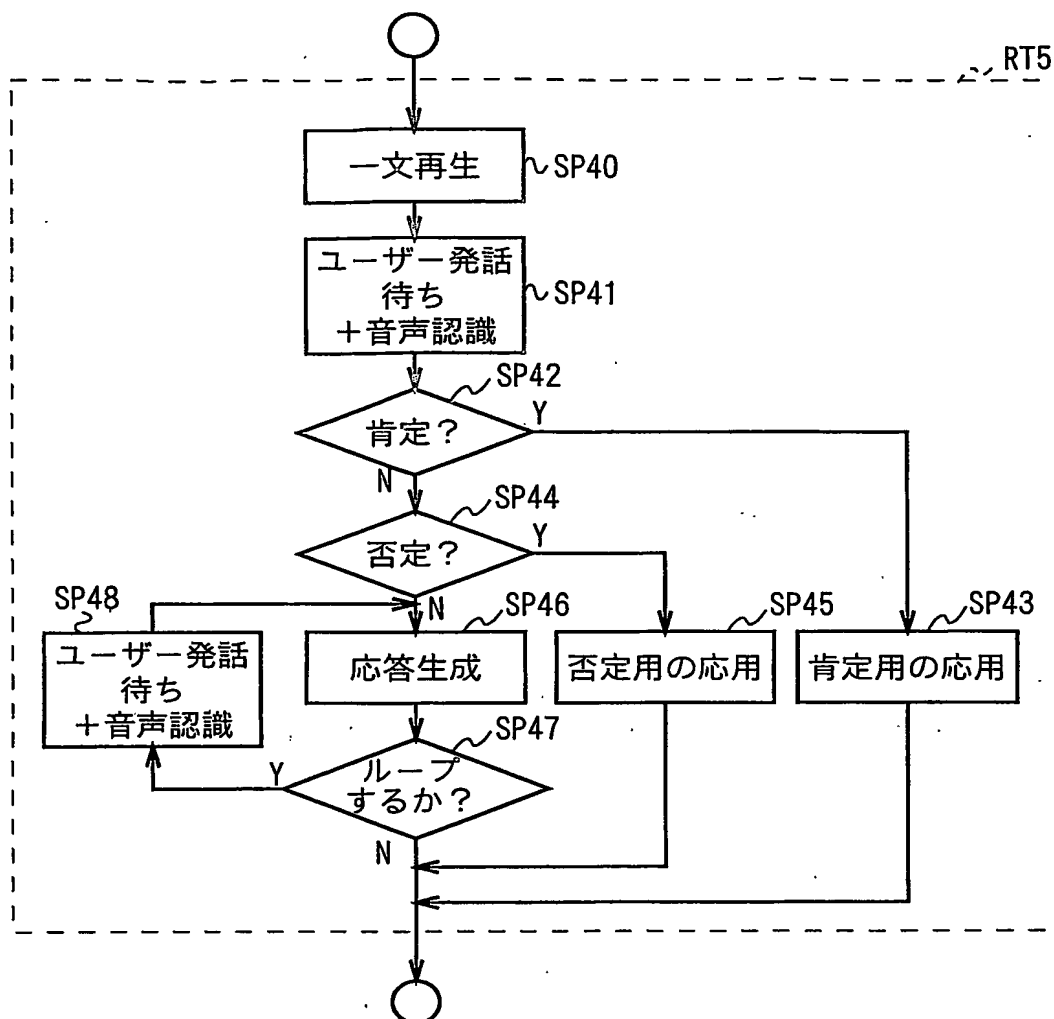 RT5
一文再生
SP40
ユーザー発話
待ち
+音声認識
SP41
SP42
肯定?
Y
N
SP44
否定?
Y
N
SP48
ユーザー発話
待ち
+音声認識
SP46
応答生成
SP45
否定用の応用
SP43
肯定用の応用
SP47
ループ
するか?
Y
N